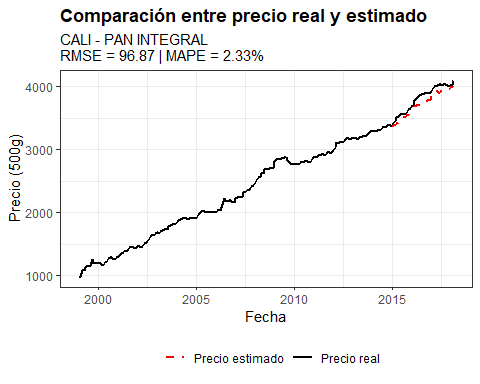 Comparación entre precio real y estimado
CALI - PAN INTEGRAL
RMSE = 96.87 | MAPE = 2.33%
Precio (500g)
4000
3000
2000
1000
2000
2005
2010
2015
Fecha
Precio estimado
Precio real